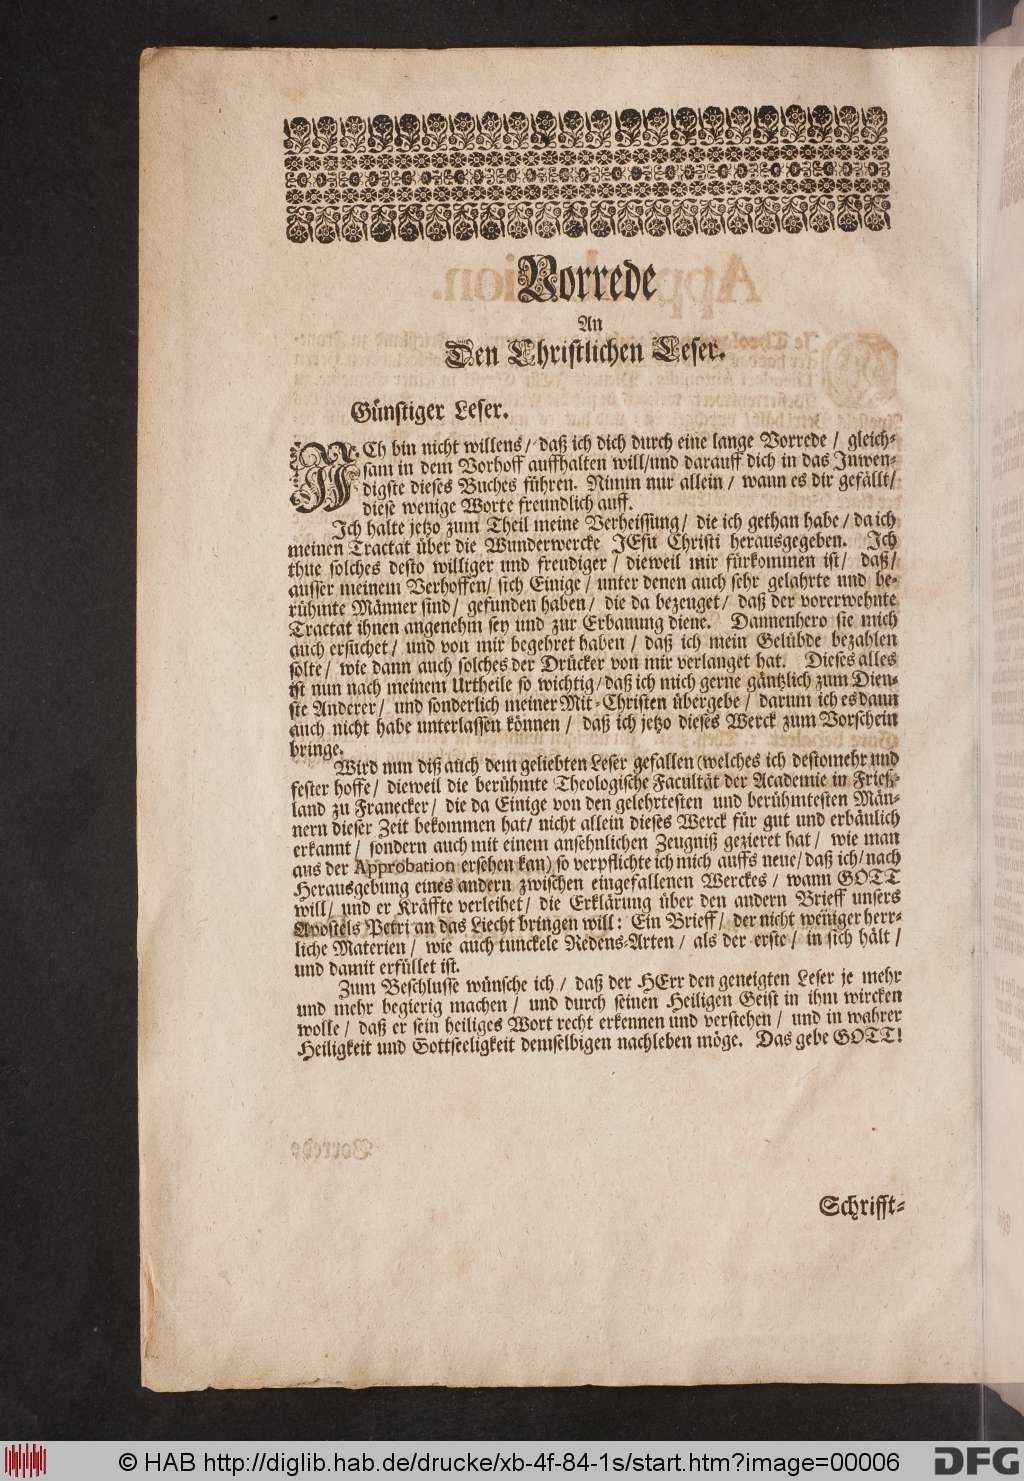 Vorrede
An
Den Christlichen Leser.
Günstiger Leser.
ICh bin nicht willens / daß ich dich durch eine lange Vorrede / gleich-
sam in dem Vorhoff auffhalten will/und darauff dich in das Inwen-
digste dieses Buches führen. Nimm nur allein / wann es dir gefällt/
diese wenige Worte freundlich auff.
Ich halte jetzo zum Theil meine Verheissung / die ich gethan habe / da ich
meinen Tractat über die Wunderwercke JEsu Christi herausgegeben. Ich
thue solches desto williger und freudiger / dieweil mir fürkommen ist / daß/
ausser meinem Verhoffen/ sich Einige / unter denen auch sehr gelahrte und be-
rühmte Männer sind / gefunden haben / die da bezeuget / daß der vorerwehnte
Tractat ihnen angenehm sey und zur Erbauung diene. Dannenhero sie mich
auch ersuchet / und von mir begehret haben / daß ich mein Gelübde bezahlen
solte / wie dann auch solches der Drücker von mir verlanget hat. Dieses alles
ist nun nach meinem Urtheile so wichtig / daß ich mich gerne gäntzlich zum Dien-
ste Anderer / und sonderlich meiner Mit-Christen übergebe / darum ich es dann
auch nicht habe unterlassen können / daß ich jetzo dieses Werck zum Vorschein
bringe.
Wird nun diß auch dem geliebten Leser gefallen (welches ich destomehr und
fester hoffe / dieweil die berühmte Theologische Facultät der Academie in Frieß-
land zu Franecker / die da Einige von den gelehrtesten und berühmtesten Män-
nern dieser Zeit bekommen hat/ nicht allein dieses Werck für gut und erbäulich
erkannt / sondern auch mit einem ansehnlichen Zeugniß gezieret hat / wie man
aus der Approbation ersehen kan) so verpflichte ich mich auffs neue / daß ich / nach
Herausgebung eines andern zwischen eingefallenen Werckes / wann GOTT
will / und er Kräffte verleihet / die Erklärung über den andern Brieff unsers
Apostels Petri an das Liecht bringen will: Ein Brieff / der nicht weniger herr-
liche Materien / wie auch tunckele Redens-Arten / als der erste / in sich hält /
und damit erfüllet ist.
Zum Beschlusse wünsche ich / daß der HErr den geneigten Leser je mehr
und mehr begierig machen / und durch seinen Heiligen Geist in ihm wircken
wolle / daß er sein heiliges Wort recht erkennen und verstehen / und in wahrer
Heiligkeit und Gottseeligkeit demselbigen nachleben möge. Das gebe GOTT!
Schrifft-
© HAB http://diglib.hab.de/drucke/xb-4f-84-1s/start.htm?image=00006
DFG